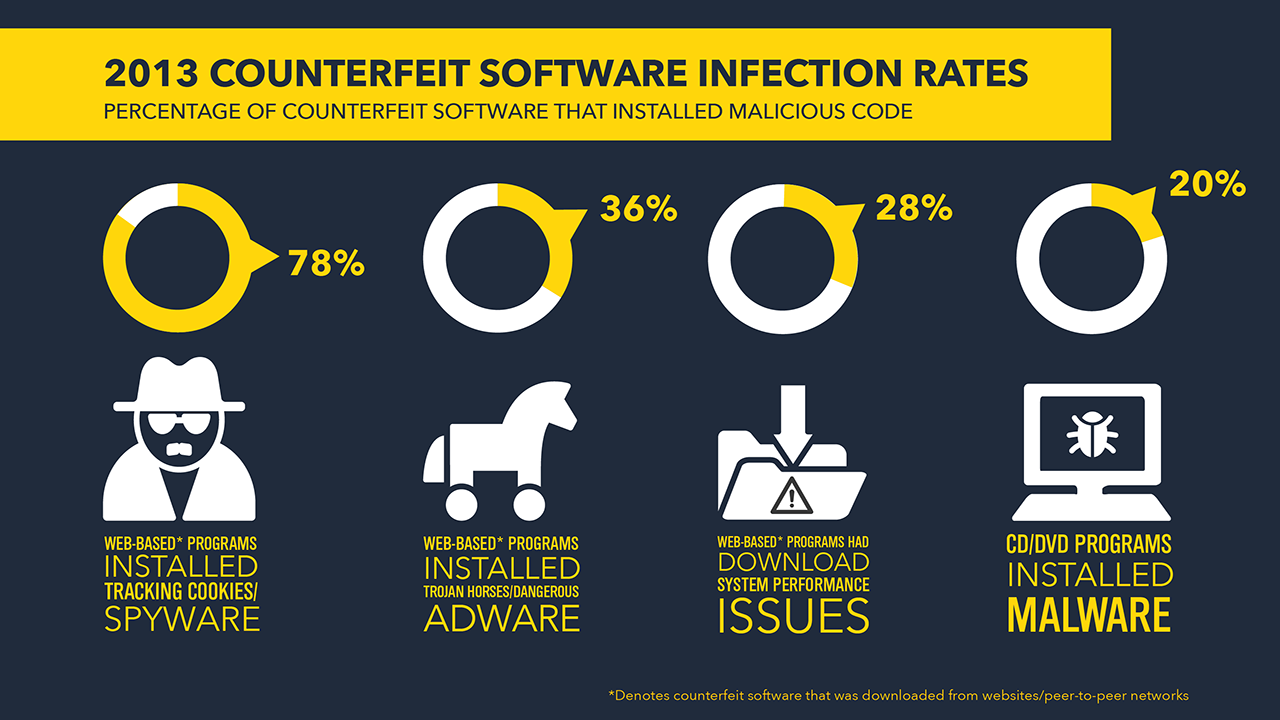 2013 COUNTERFEIT SOFTWARE INFECTION RATES
PERCENTAGE OF COUNTERFEIT SOFTWARE THAT INSTALLED MALICIOUS CODE
78%
WEB-BASED* PROGRAMS
INSTALLED
TRACKING COOKIES/
SPYWARE
36%
WEB-BASED* PROGRAMS
INSTALLED
TROJAN HORSES/DANGEROUS
ADWARE
28%
WEB-BASED* PROGRAMS HAD
DOWNLOAD
SYSTEM PERFORMANCE
ISSUES
20%
CD/DVD PROGRAMS
INSTALLED
MALWARE
*Denotes counterfeit software that was downloaded from websites/peer-to-peer networks